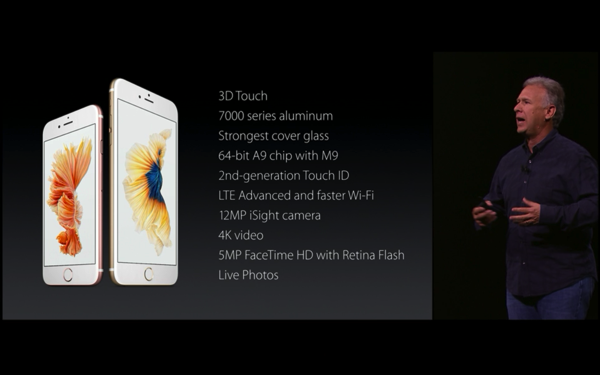 3D Touch
7000 series aluminum
Strongest cover glass
64-bit A9 chip with M9
2nd-generation Touch ID
LTE Advanced and faster Wi-Fi
12MP iSight camera
4K video
5MP FaceTime HD with Retina Flash
Live Photos